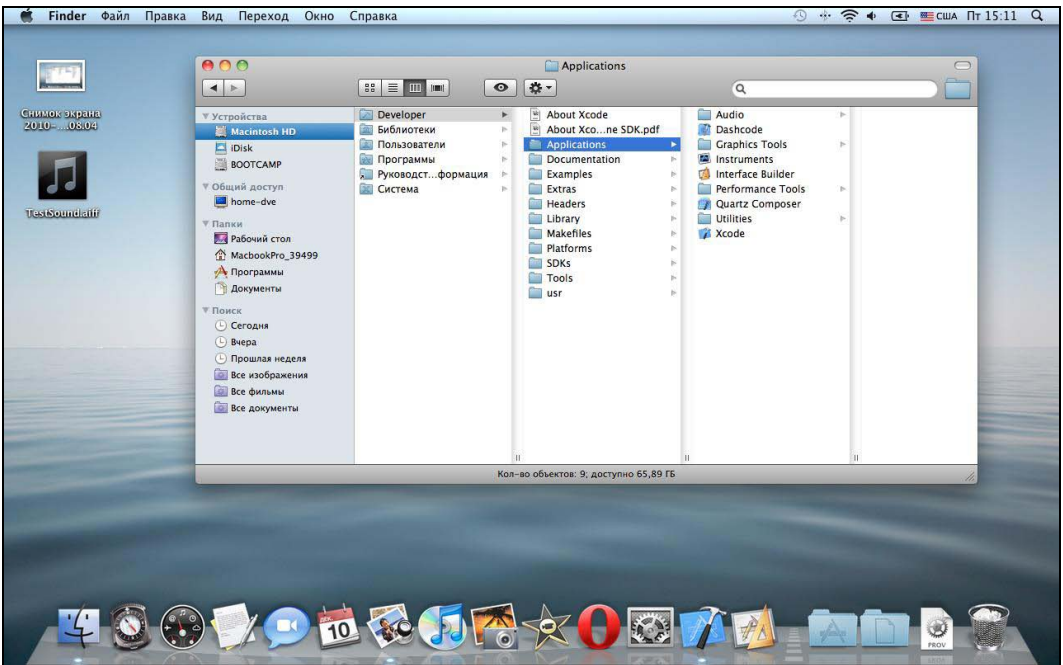 Finder Файл Правка Вид Переход Окно Справка США Пт 15:11
Applications
Снимок экрана
2010-...08.04
TestSound.aiff
Устройства
Macintosh HD
iDisk
BOOTCAMP
Общий доступ
home-dve
Папки
Рабочий стол
MacbookPro_39499
Программы
Документы
Поиск
Сегодня
Вчера
Прошлая неделя
Все изображения
Все фильмы
Все документы
Developer
Библиотеки
Пользователи
Программы
Руководст...формация
Система
About Xcode
About Xco...ne SDK.pdf
Applications
Documentation
Examples
Extras
Headers
Library
Makefiles
Platforms
SDKs
Tools
usr
Audio
Dashcode
Graphics Tools
Instruments
Interface Builder
Performance Tools
Quartz Composer
Utilities
Xcode
Кол-во объектов: 9; доступно 65,89 ГБ
ДЕК.
10
PROV